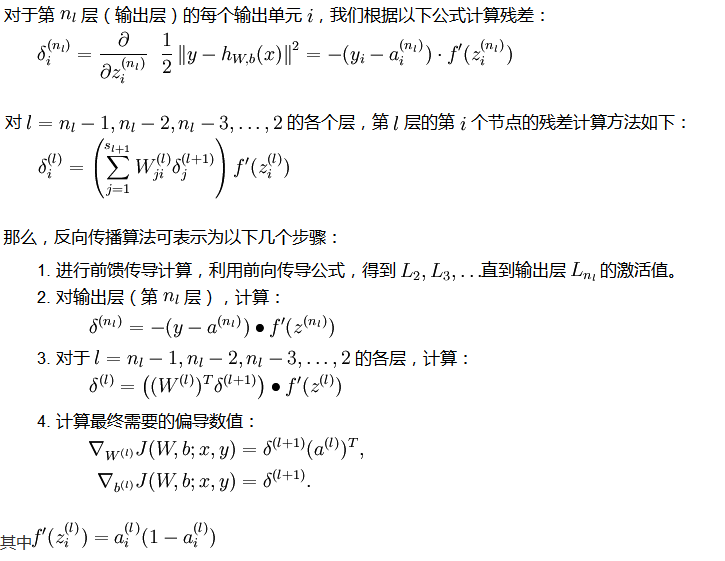 对于第 $n_l$ 层（输出层）的每个输出单元 $i$，我们根据以下公式计算残差：
$\delta_i^{(n_l)} = \frac{\partial}{\partial z_i^{(n_l)}} \frac{1}{2} \|y - h_{W,b}(x)\|^2 = -(y_i - a_i^{(n_l)}) \cdot f'(z_i^{(n_l)})$
对 $l = n_l - 1, n_l - 2, n_l - 3, \ldots, 2$ 的各个层，第 $l$ 层的第 $i$ 个节点的残差计算方法如下：
$\delta_i^{(l)} = \left( \sum_{j=1}^{s_{l+1}} W_{ji}^{(l)} \delta_j^{(l+1)} \right) f'(z_i^{(l)})$
那么，反向传播算法可表示为以下几个步骤：
1. 进行前馈传导计算，利用前向传导公式，得到 $L_2, L_3, \ldots$直到输出层 $L_{n_l}$ 的激活值。
2. 对输出层（第 $n_l$ 层），计算：
$\delta^{(n_l)} = -(y - a^{(n_l)}) \bullet f'(z^{(n_l)})$
3. 对于 $l = n_l - 1, n_l - 2, n_l - 3, \ldots, 2$ 的各层，计算：
$\delta^{(l)} = \left( (W^{(l)})^T \delta^{(l+1)} \right) \bullet f'(z^{(l)})$
4. 计算最终需要的偏导数值：
$\nabla_{W^{(l)}} J(W, b; x, y) = \delta^{(l+1)} (a^{(l)})^T,$
$\nabla_{b^{(l)}} J(W, b; x, y) = \delta^{(l+1)}.$
其中$f'(z_i^{(l)}) = a_i^{(l)} (1 - a_i^{(l)})$